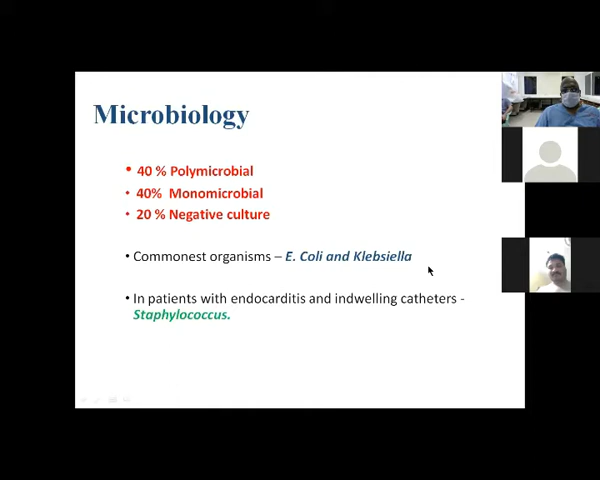 Microbiology
• 40 % Polymicrobial
• 40% Monomicrobial
• 20 % Negative culture
• Commonest organisms – E. Coli and Klebsiella
• In patients with endocarditis and indwelling catheters -
Staphylococcus.